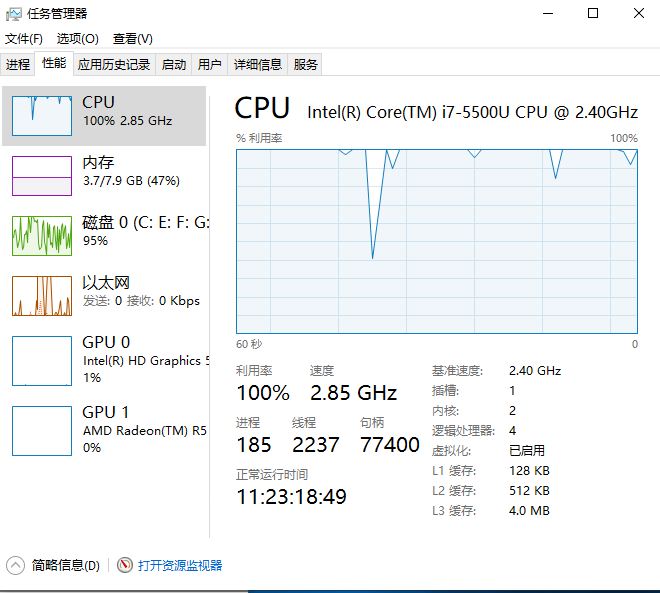 任务管理器
文件(F) 选项(O) 查看(V)
进程 性能 应用历史记录 启动 用户 详细信息 服务
CPU
100% 2.85 GHz
内存
3.7/7.9 GB (47%)
磁盘 0 (C: E: F: G:
95%
以太网
发送: 0 接收: 0 Kbps
GPU 0
Intel(R) HD Graphics 5
1%
GPU 1
AMD Radeon(TM) R5
0%
CPU Intel(R) Core(TM) i7-5500U CPU @ 2.40GHz
% 利用率 100%
60 秒 0
利用率 速度
100% 2.85 GHz
进程 线程 句柄
185 2237 77400
正常运行时间
11:23:18:49
基准速度: 2.40 GHz
插槽: 1
内核: 2
逻辑处理器: 4
虚拟化: 已启用
L1 缓存: 128 KB
L2 缓存: 512 KB
L3 缓存: 4.0 MB
简略信息(D) 打开资源监视器